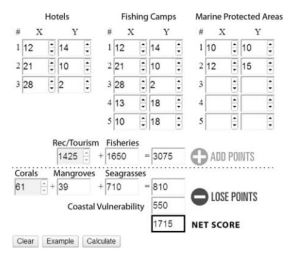 Hotels Fishing Camps Marine Protected Areas
# X Y # X Y # X Y
1 12 14 1 12 14 1 10 10
2 21 10 2 21 10 2 12 15
3 28 2 3 28 2 3
4 13 18 4
5 10 18 5
Rec/Tourism Fisheries
1425 + 1650 = 3075 ADD POINTS
Corals Mangroves Seagrasses
61 + 39 + 710 = 810
LOSE POINTS
Coastal Vulnerability 550
1715 NET SCORE
Clear Example Calculate